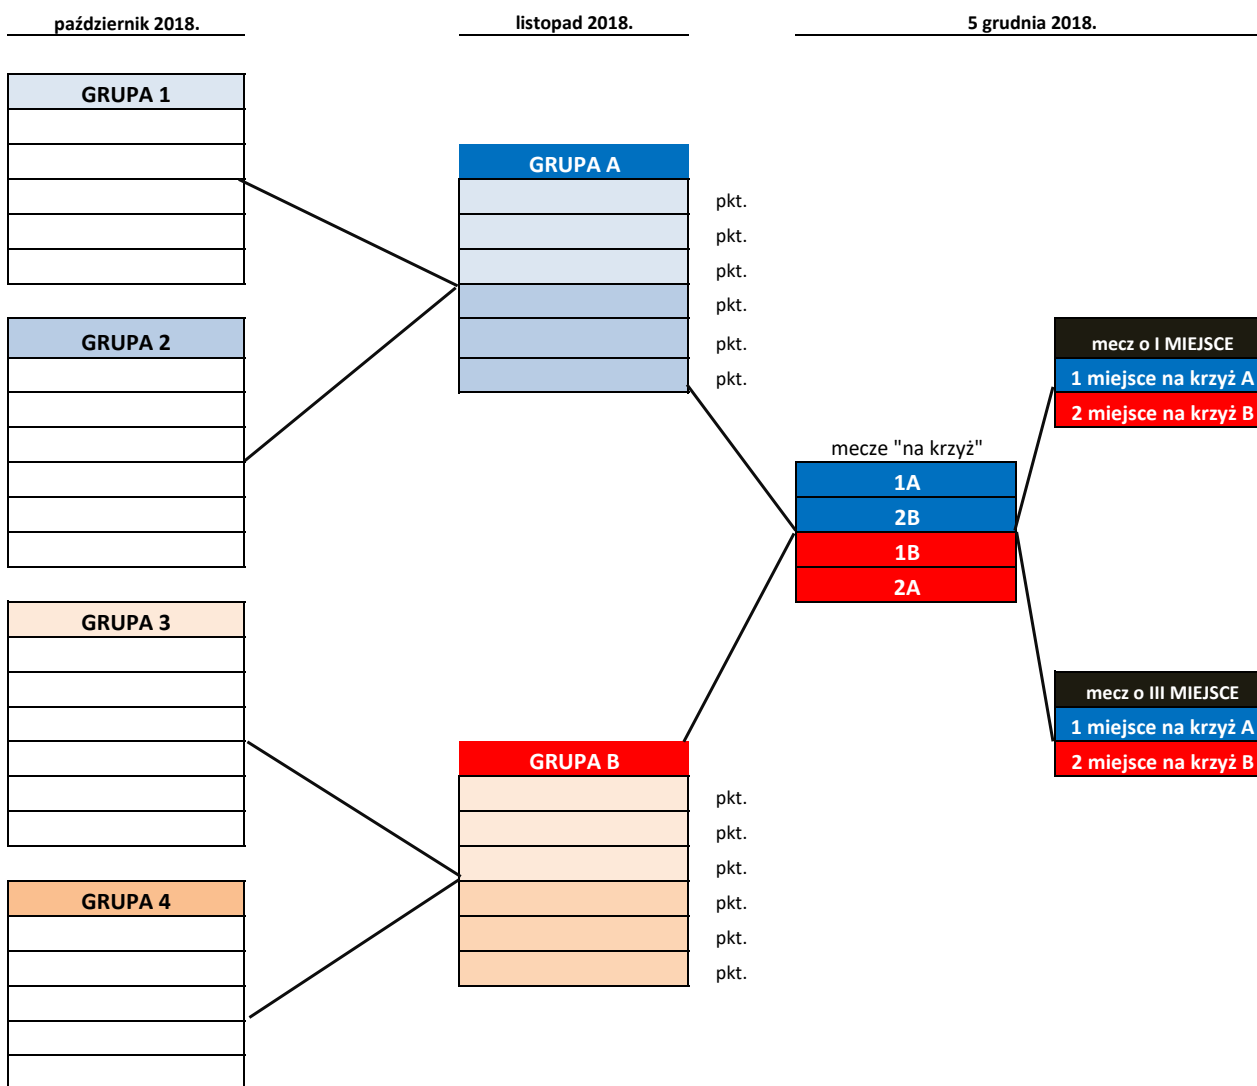 październik 2018.
listopad 2018.
5 grudnia 2018.
GRUPA 1
GRUPA A
pkt.
pkt.
pkt.
pkt.
pkt.
pkt.
GRUPA 2
mecz o I MIEJSCE
1 miejsce na krzyż A
2 miejsce na krzyż B
mecze "na krzyż"
1A
2B
1B
2A
GRUPA 3
mecz o III MIEJSCE
1 miejsce na krzyż A
2 miejsce na krzyż B
GRUPA B
pkt.
pkt.
pkt.
pkt.
pkt.
pkt.
GRUPA 4